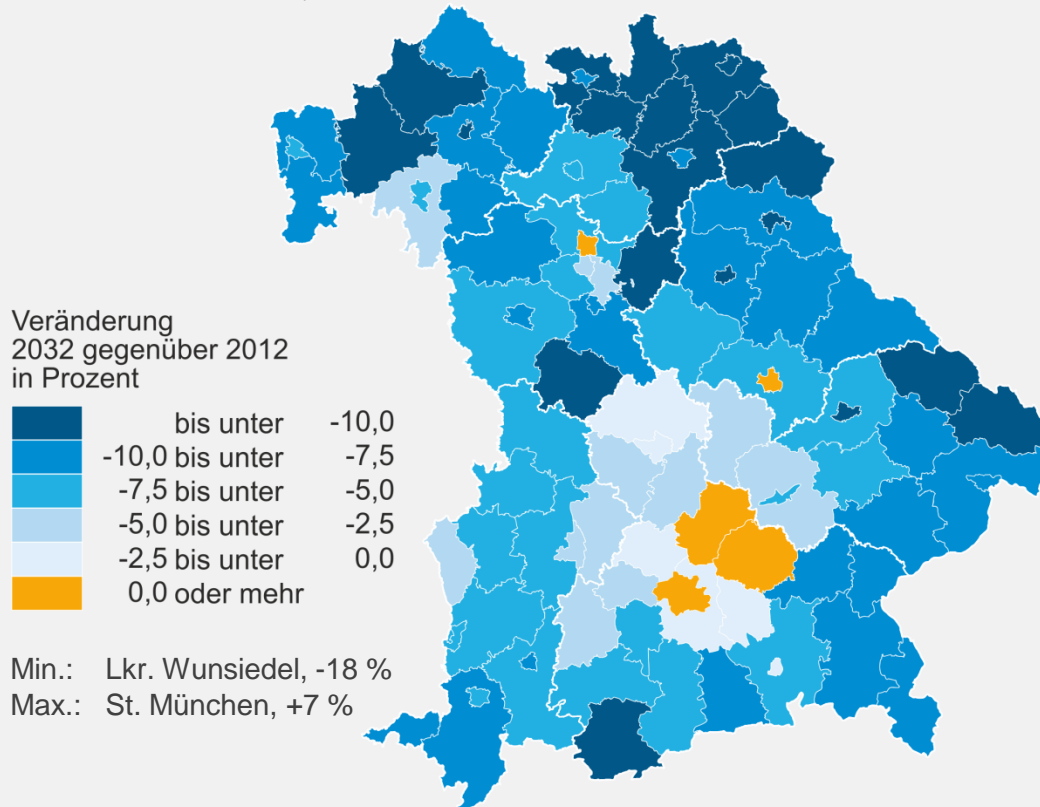 Veränderung
2032 gegenüber 2012
in Prozent
bis unter -10,0
-10,0 bis unter -7,5
-7,5 bis unter -5,0
-5,0 bis unter -2,5
-2,5 bis unter 0,0
0,0 oder mehr
Min.: Lkr. Wunsiedel, -18 %
Max.: St. München, +7 %